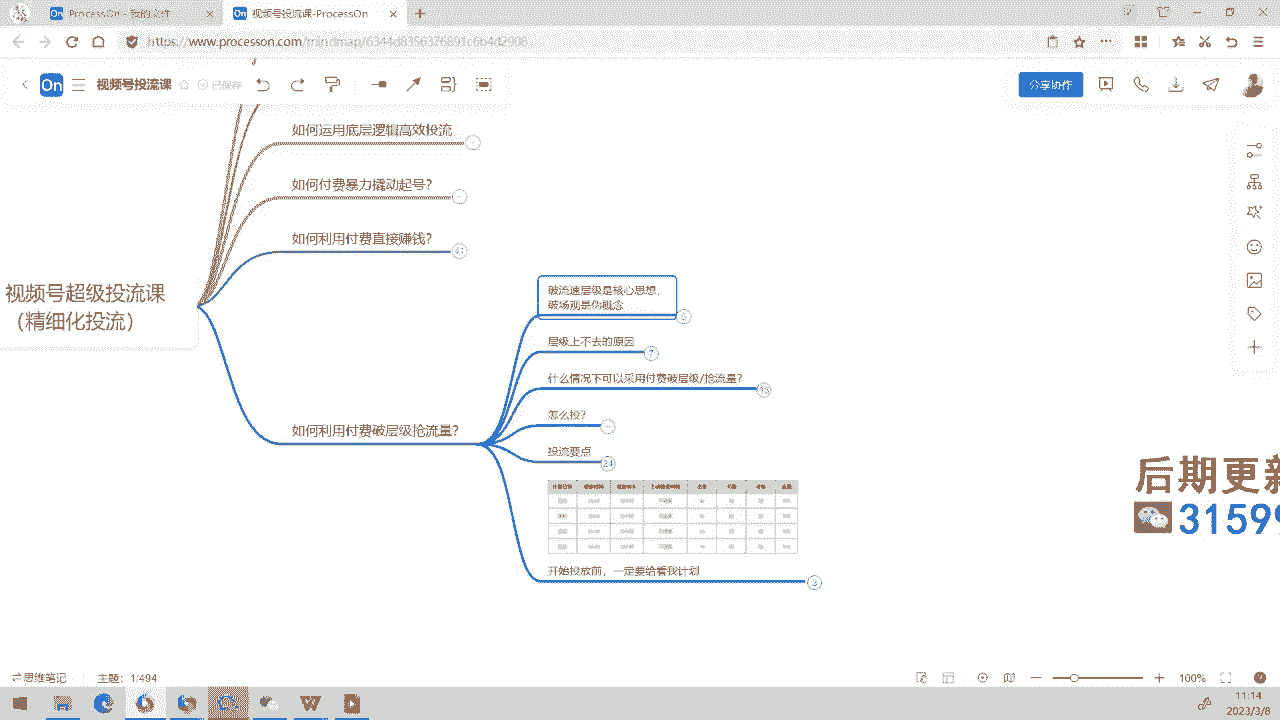 ProcessOn - 我的文件
视频号投流课-ProcessOn
https://www.processon.com/mindmap/6344d8356376891c6b4d2908
视频号投流课
已保存
分享协作
如何运用底层逻辑高效投流
如何付费暴力撬动起号？
如何利用付费直接赚钱？
41
视频号超级投流课
（精细化投流）
破流速层级是核心思想，
破场观是伪概念
层级上不去的原因
7
什么情况下可以采用付费破层级/抢流量？
怎么投？
如何利用付费破层级抢流量？
投流要点
24
开始投放前，一定要给看我计划
3
后期更新
31599
思维笔记
主题：1/494
100%
11:14
2023/3/8